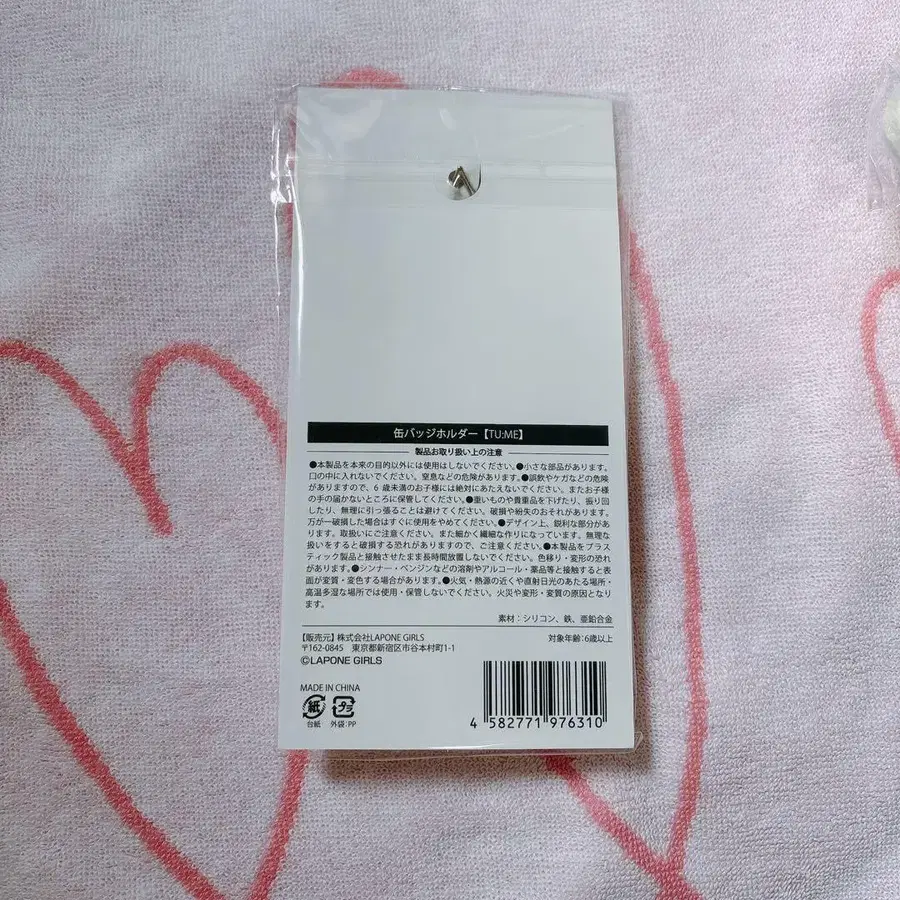 缶バッジホルダー【TU:ME】
製品お取り扱い上の注意
●本製品を本来の目的以外には使用はしないでください。●小さな部品があります。
口の中に入れないでください。窒息などの危険があります。●誤飲やケガなどの危険
がありますので、6 歳未満のお子様には絶対にあたえないでください。またお子様
の手の届かないところに保管してください。●重いものや貴重品を下げたり、振り回
したり、無理に引っ張ることは避けてください。破損や紛失のおそれがあります。
万が一破損した場合はすぐに使用をやめてください。●デザイン上、鋭利な部分があり
ます。取扱いにご注意ください。また細かく繊細な作りになっています。無理な
扱いをすると破損する恐れがありますので、ご注意ください。●本製品をプラス
ティック製品と接触させたまま長時間放置しないでください。色移り・変形の恐れ
があります。●シンナー・ベンジンなどの溶剤やアルコール・薬品等と接触すると表
面が変質・変色する場合があります。●火気・熱源の近くや直射日光のあたる場所・
高温多湿な場所では使用・保管しないでください。火災や変形・変質の原因となり
ます。
素材：シリコン、鉄、亜鉛合金
【販売元】株式会社LAPONE GIRLS
対象年齢：6歳以上
〒162-0845 東京都新宿区市谷本村町1-1
©LAPONE GIRLS
MADE IN CHINA
紙 プラ
台紙 外袋：PP
4 582771 976310